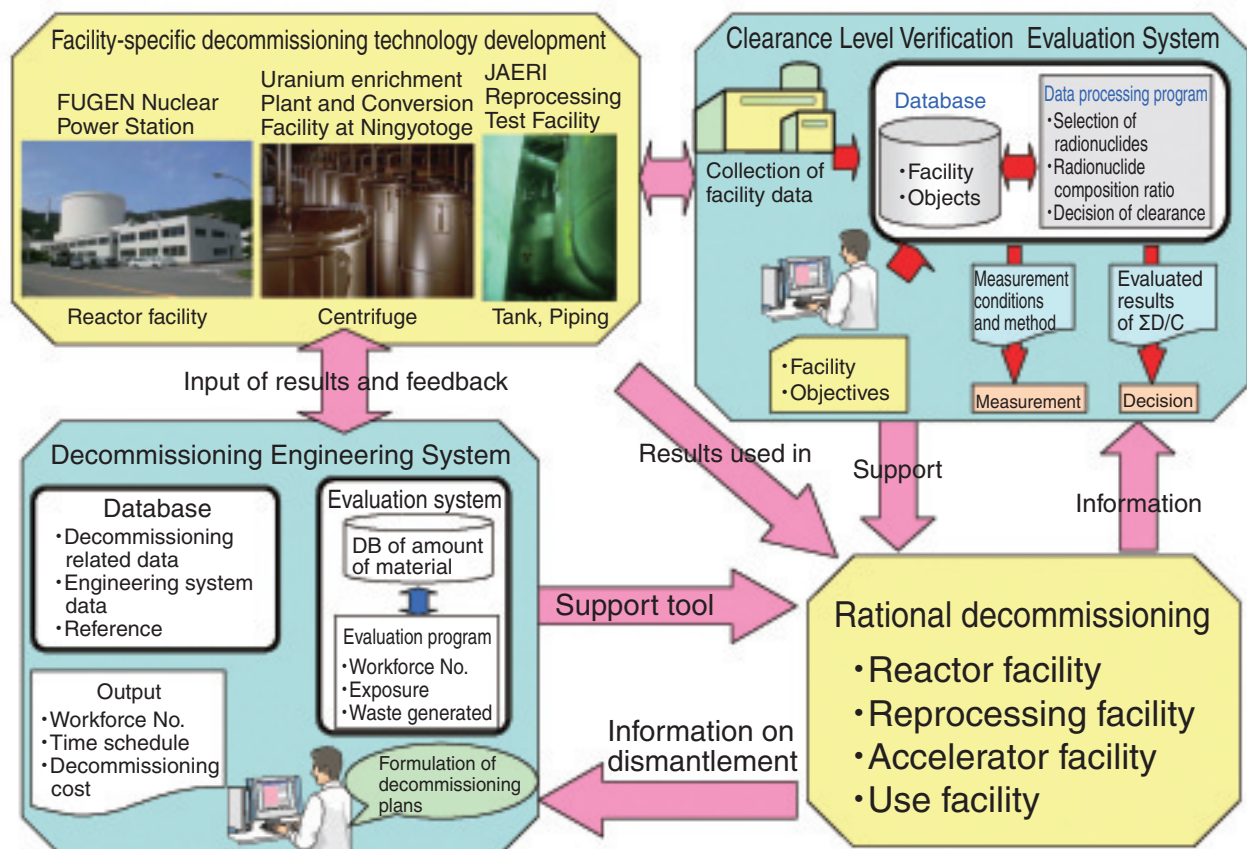 Facility-specific decommissioning technology development
FUGEN Nuclear
Power Station
Uranium enrichment
Plant and Conversion
Facility at Ningyotoge
JAERI
Reprocessing
Test Facility
Reactor facility
Centrifuge
Tank, Piping
Clearance Level Verification Evaluation System
Collection of
facility data
Database
・Facility
・Objects
Data processing program
・Selection of
radionuclides
・Radionuclide
composition ratio
・Decision of clearance
Measurement
conditions
and method
Evaluated
results
of ΣD/C
・Facility
・Objectives
Measurement
Decision
Input of results and feedback
Results used in
Support
Information
Decommissioning Engineering System
Database
・Decommissioning
related data
・Engineering system
data
・Reference
Evaluation system
DB of amount
of material
Evaluation program
・Workforce No.
・Exposure
・Waste generated
Output
・Workforce No.
・Time schedule
・Decommissioning
cost
Formulation of
decommissioning
plans
Support tool
Information on
dismantlement
Rational decommissioning
・Reactor facility
・Reprocessing facility
・Accelerator facility
・Use facility